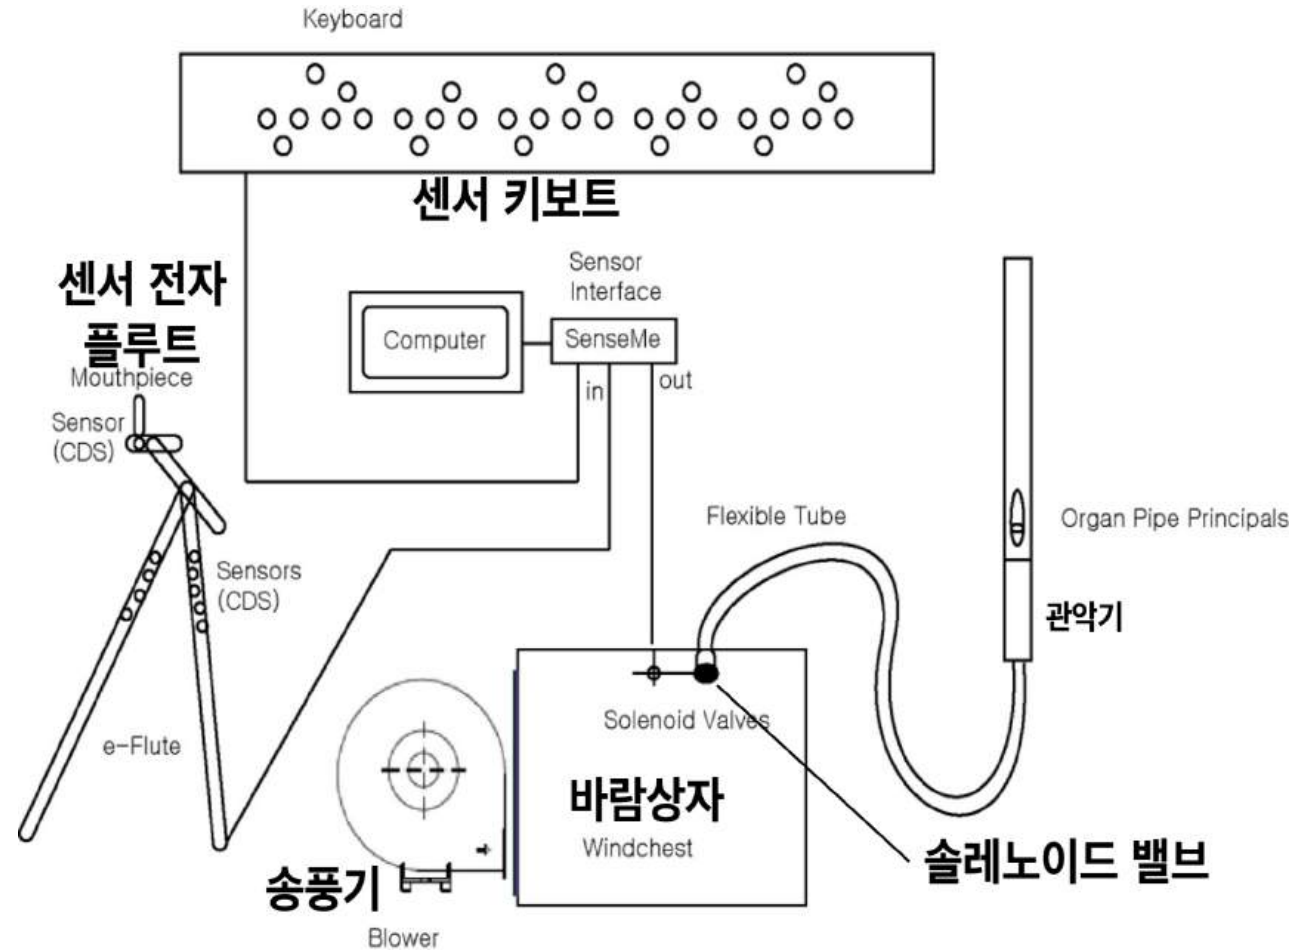 Keyboard
센서 키보트
센서 전자
플루트
Mouthpiece
Sensor
(CDS)
Sensor
Interface
Computer
SenseMe
in
out
Sensors
(CDS)
e-Flute
Flexible Tube
Organ Pipe Principals
관악기
Solenoid Valves
바람상자
Windchest
솔레노이드 밸브
송풍기
Blower